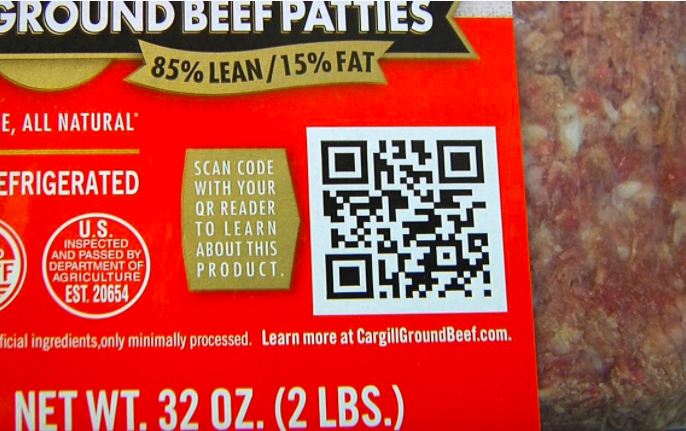 GROUND BEEF PATTIES
85% LEAN/15% FAT
E, ALL NATURAL*
EFRIGERATED
SCAN CODE
WITH YOUR
QR READER
TO LEARN
ABOUT THIS
PRODUCT.
U.S.
INSPECTED
AND PASSED BY
DEPARTMENT OF
AGRICULTURE
EST. 20654
EF
ficial ingredients,only minimally processed. Learn more at CargillGroundBeef.com.
NET WT. 32 OZ. (2 LBS.)